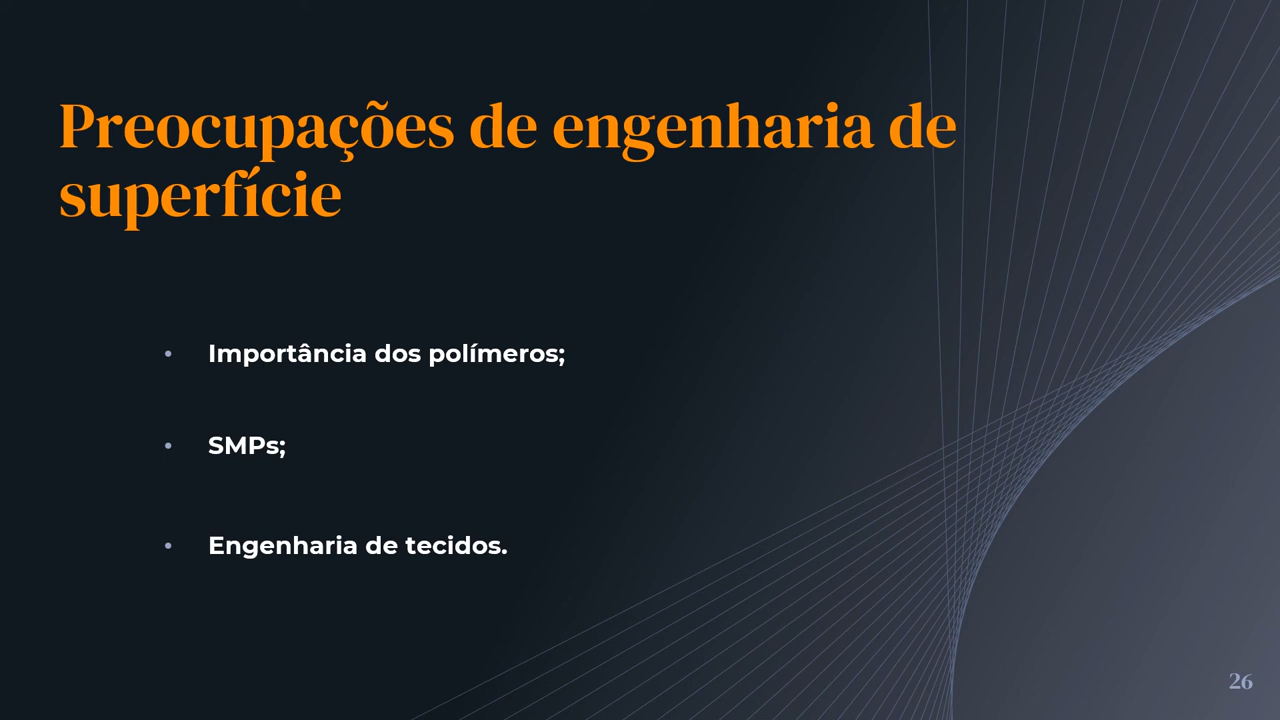 Preocupações de engenharia de
superfície
• Importância dos polímeros;
• SMPs;
• Engenharia de tecidos.
26